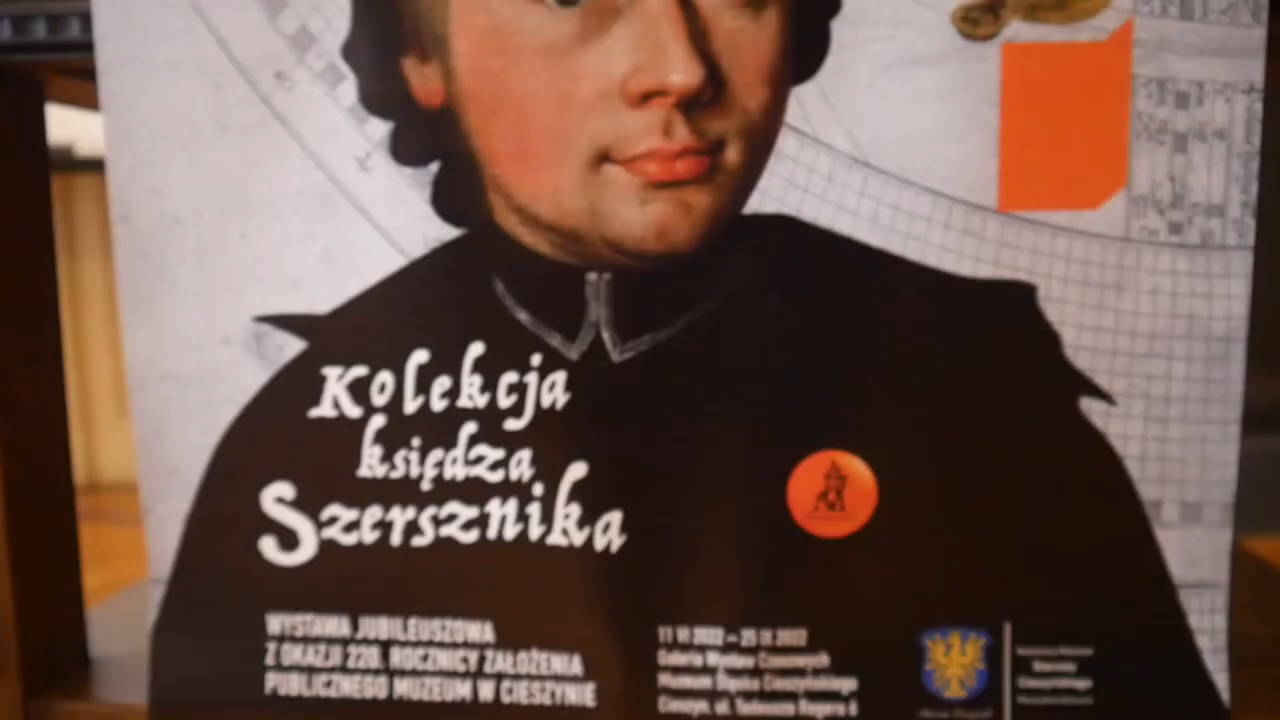 Kolekcja
księdza
Szersznika
WYSTAWA JUBILEUSZOWA
Z OKAZJI 220. ROCZNICY ZAŁOŻENIA
PUBLICZNEGO MUZEUM W CIESZYNIE
11 VI 2022 – 25 IX 2022
Galeria Wystaw Czasowych
Muzeum Śląska Cieszyńskiego
Cieszyn, ul. Tadeusza Regera 6